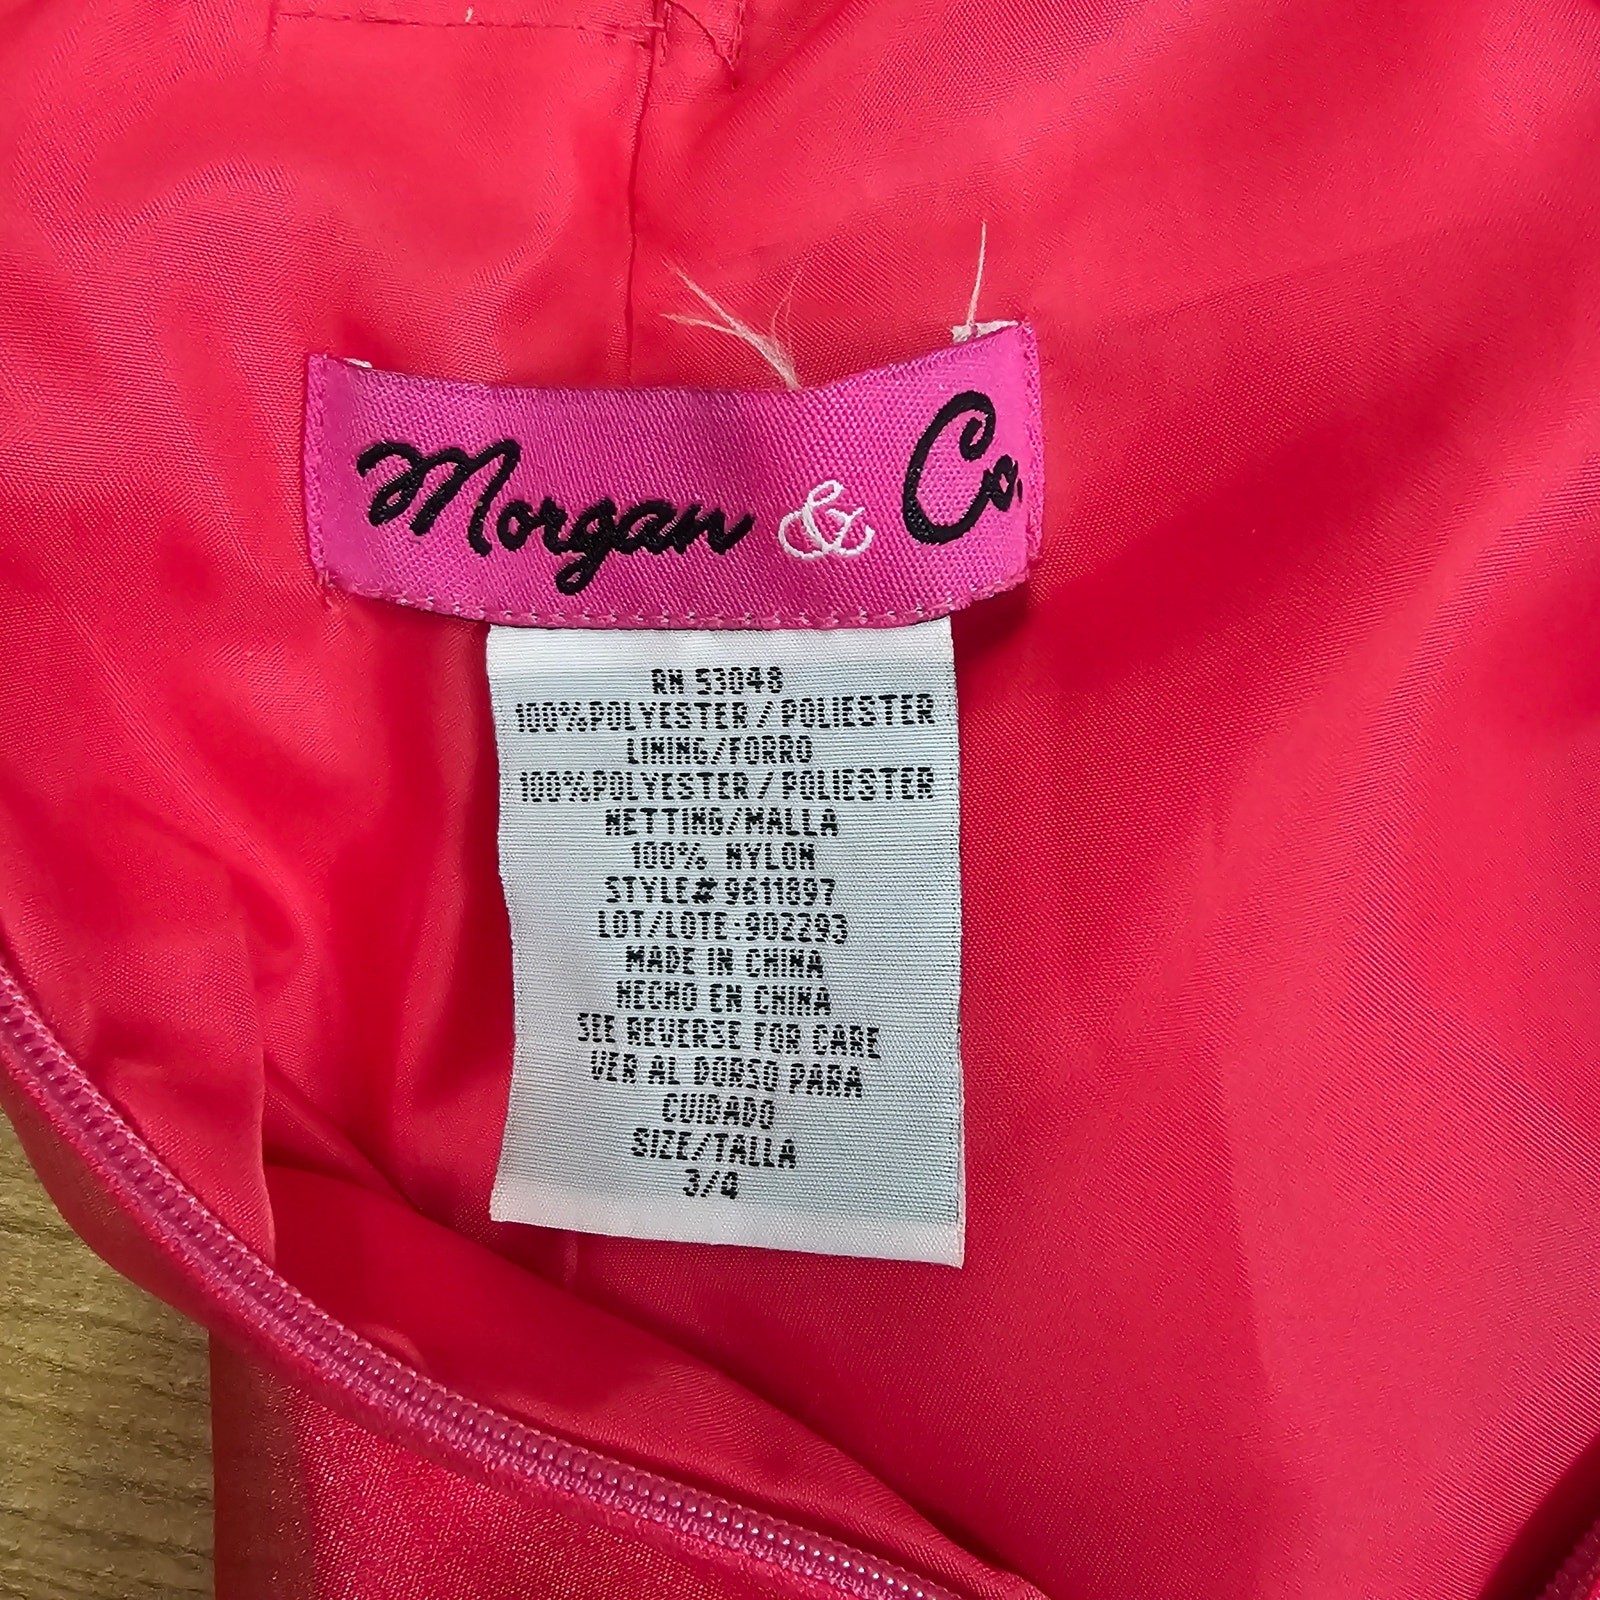 Morgan & Co.
RN 53048
100%POLYESTER/POLIESTER
LINING/FORRO
100%POLYESTER/POLIESTER
NETTING/MALLA
100% NYLON
STYLE#9611897
LOT/LOTE:902293
MADE IN CHINA
HECHO EN CHINA
SEE REVERSE FOR CARE
VER AL DORSO PARA
CUIDADO
SIZE/TALLA
3/4